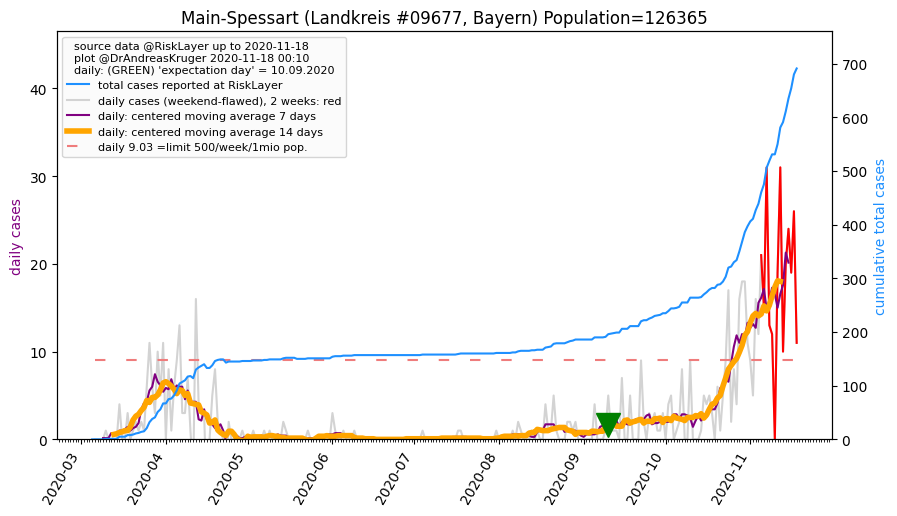 Main-Spessart (Landkreis #09677, Bayern) Population=126365
source data @RiskLayer up to 2020-11-18
plot @DrAndreasKruger 2020-11-18 00:10
daily: (GREEN) 'expectation day' = 10.09.2020
total cases reported at RiskLayer
daily cases (weekend-flawed), 2 weeks: red
daily: centered moving average 7 days
daily: centered moving average 14 days
daily 9.03 =limit 500/week/1mio pop.
daily cases
40
30
20
10
0
cumulative total cases
700
600
500
400
300
200
100
0
2020-03
2020-04
2020-05
2020-06
2020-07
2020-08
2020-09
2020-10
2020-11